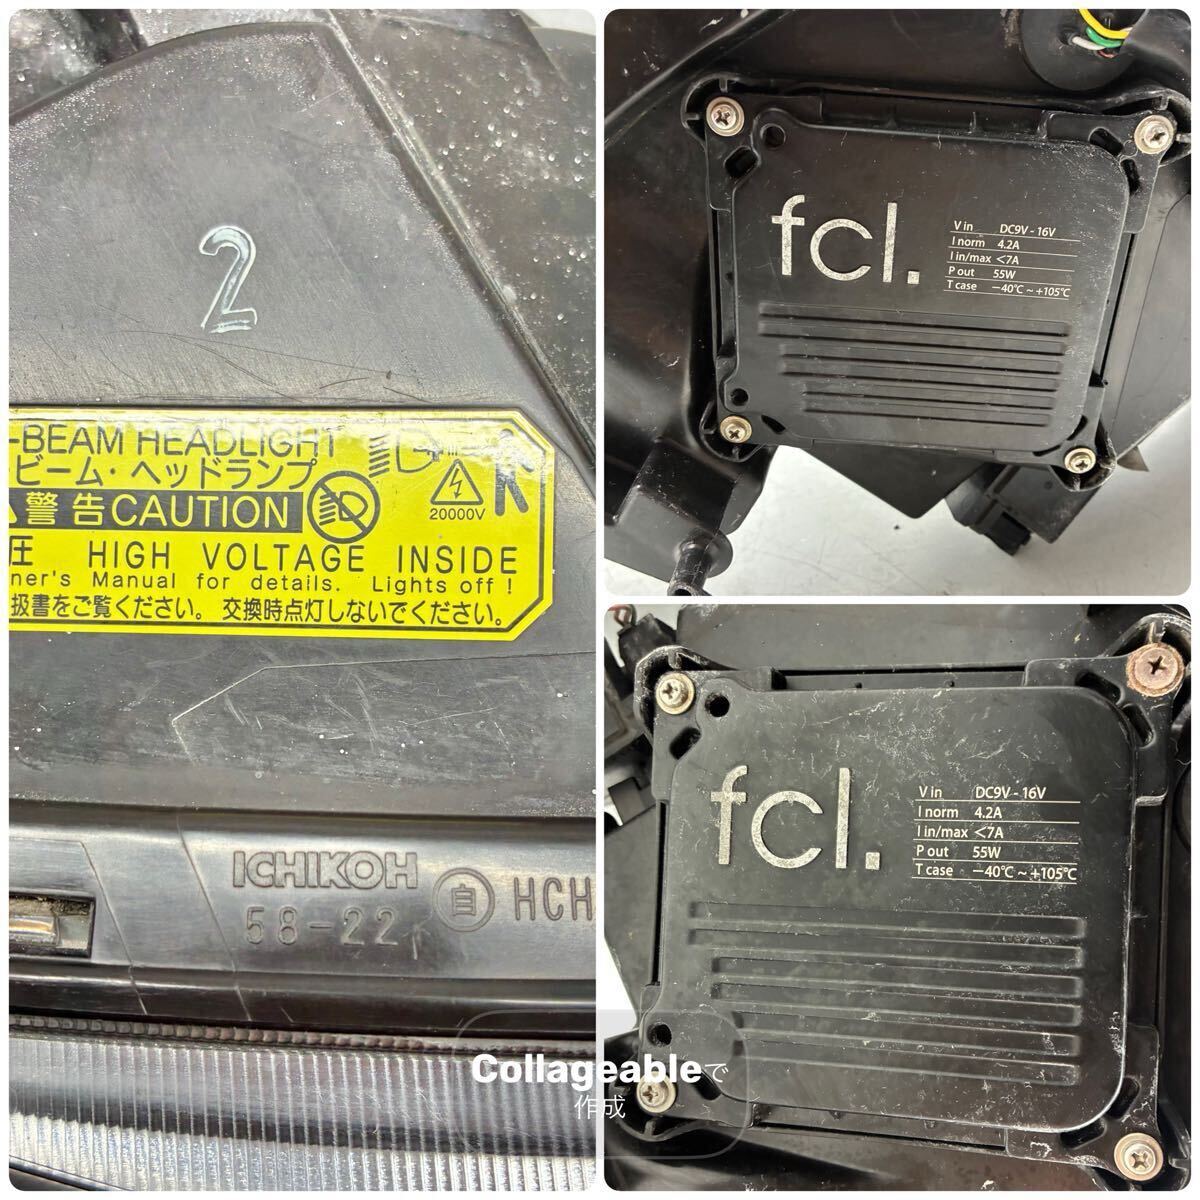 2
-BEAM HEADLIGHT
ービーム・ヘッドランプ
警告CAUTION
20000V
K
圧 HIGH VOLTAGE INSIDE
ner's Manual for details. Lights off!
扱書をご覧ください。交換時点灯しないでください。
ICHIKOH
58-22
自 HCH
fcl.
V in DC9V - 16V
I norm 4.2A
I in/max <7A
P out 55W
T case −40℃ ~ +105℃
fcl.
V in DC9V - 16V
I norm 4.2A
I in/max <7A
P out 55W
T case −40℃ ~ +105℃
Collageableで
作成